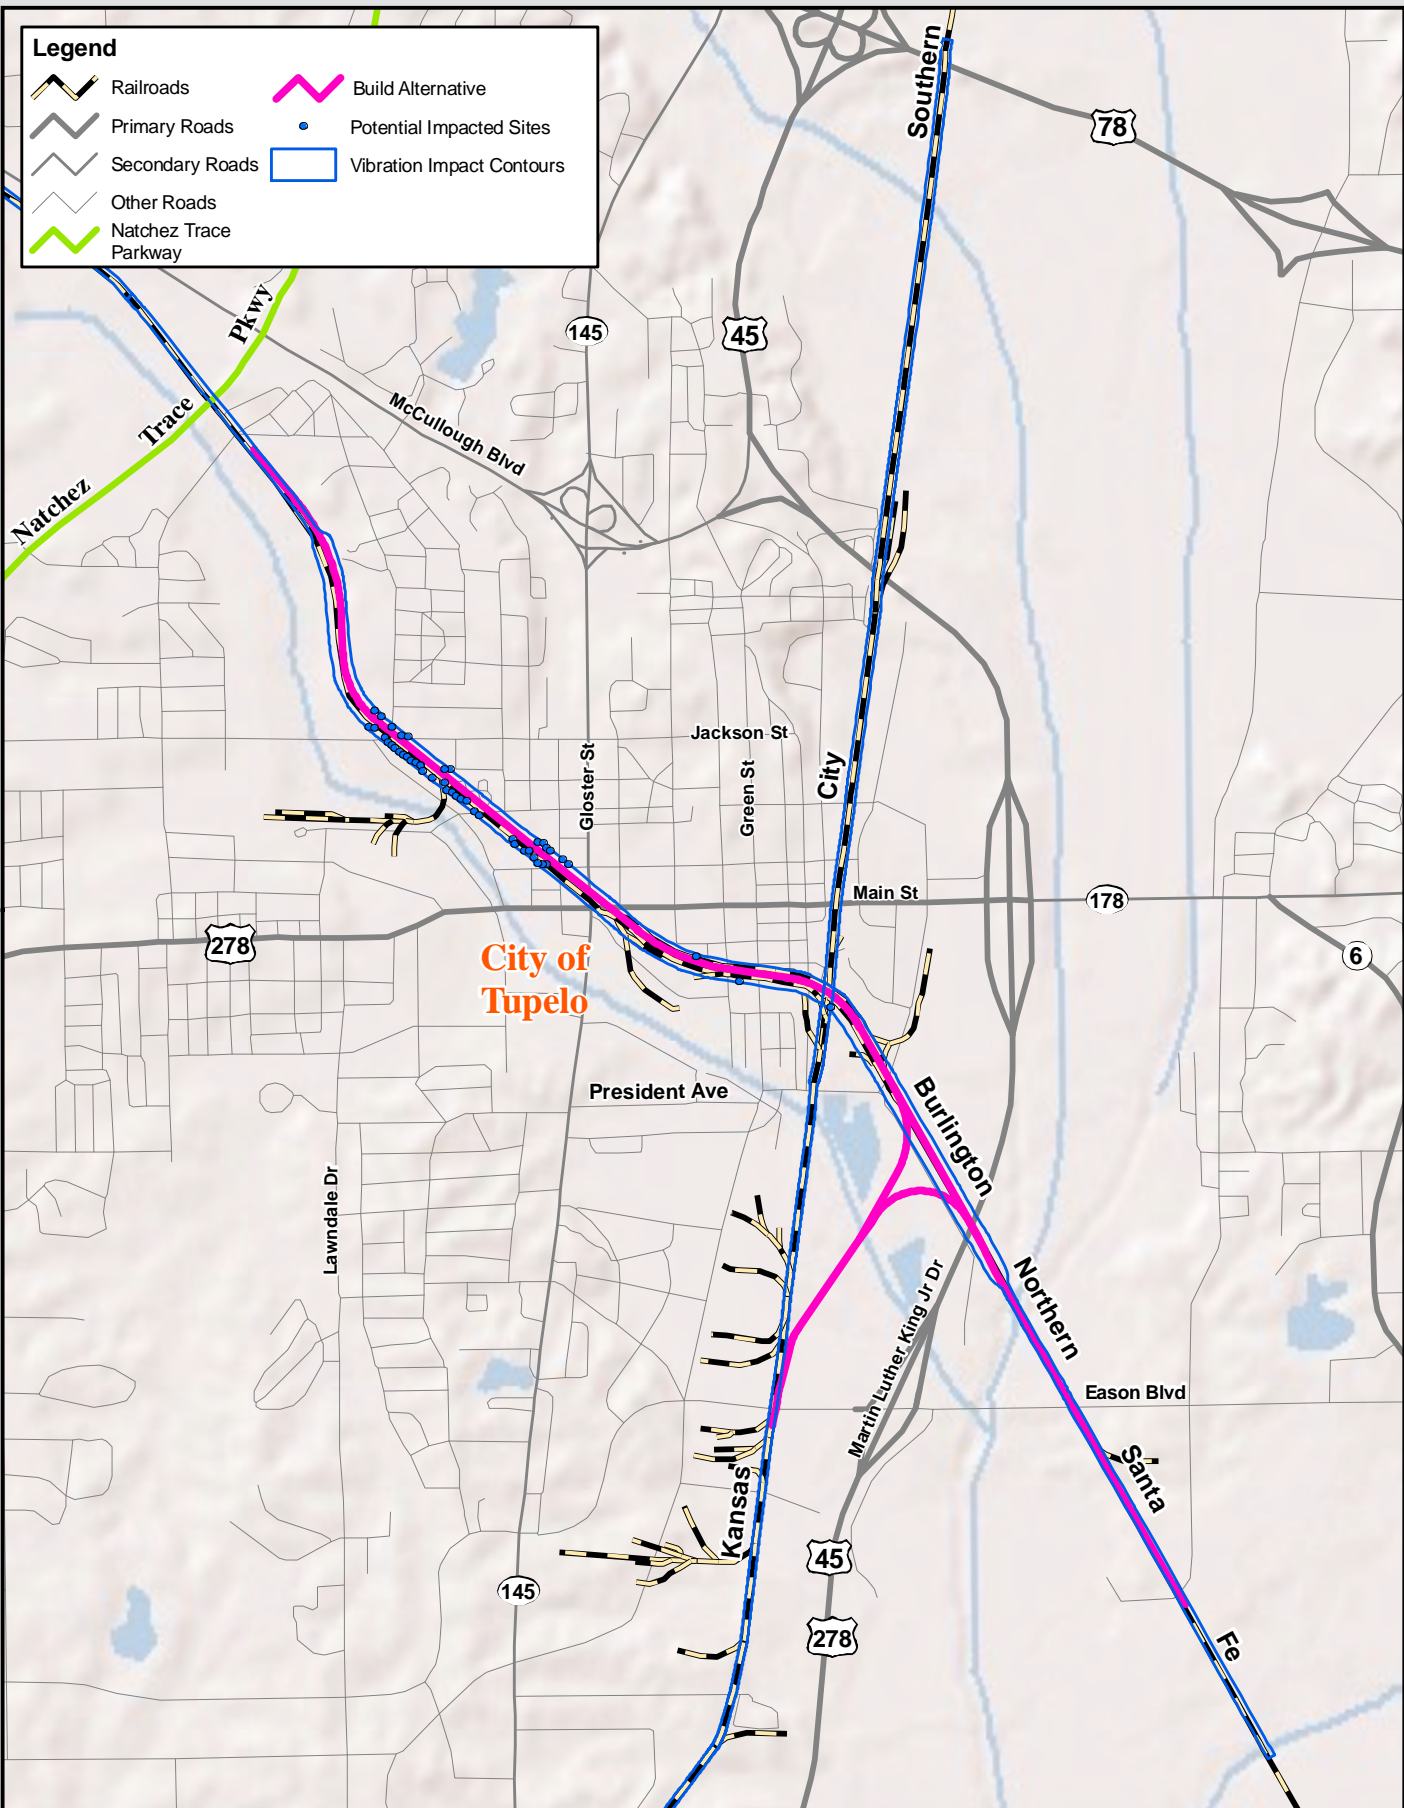 Legend
Railroads
Primary Roads
Secondary Roads
Other Roads
Natchez Trace
Parkway
Build Alternative
Potential Impacted Sites
Vibration Impact Contours
Southern
78
Pkwy
145
45
Trace
McCullough Blvd
Natchez
Jackson St
City
Gloster St
Green St
Main St
178
278
City of
Tupelo
6
President Ave
Burlington
Lawndale Dr
Northern
Martin Luther King Jr Dr
Eason Blvd
Santa
Kansas
45
145
278
Fe